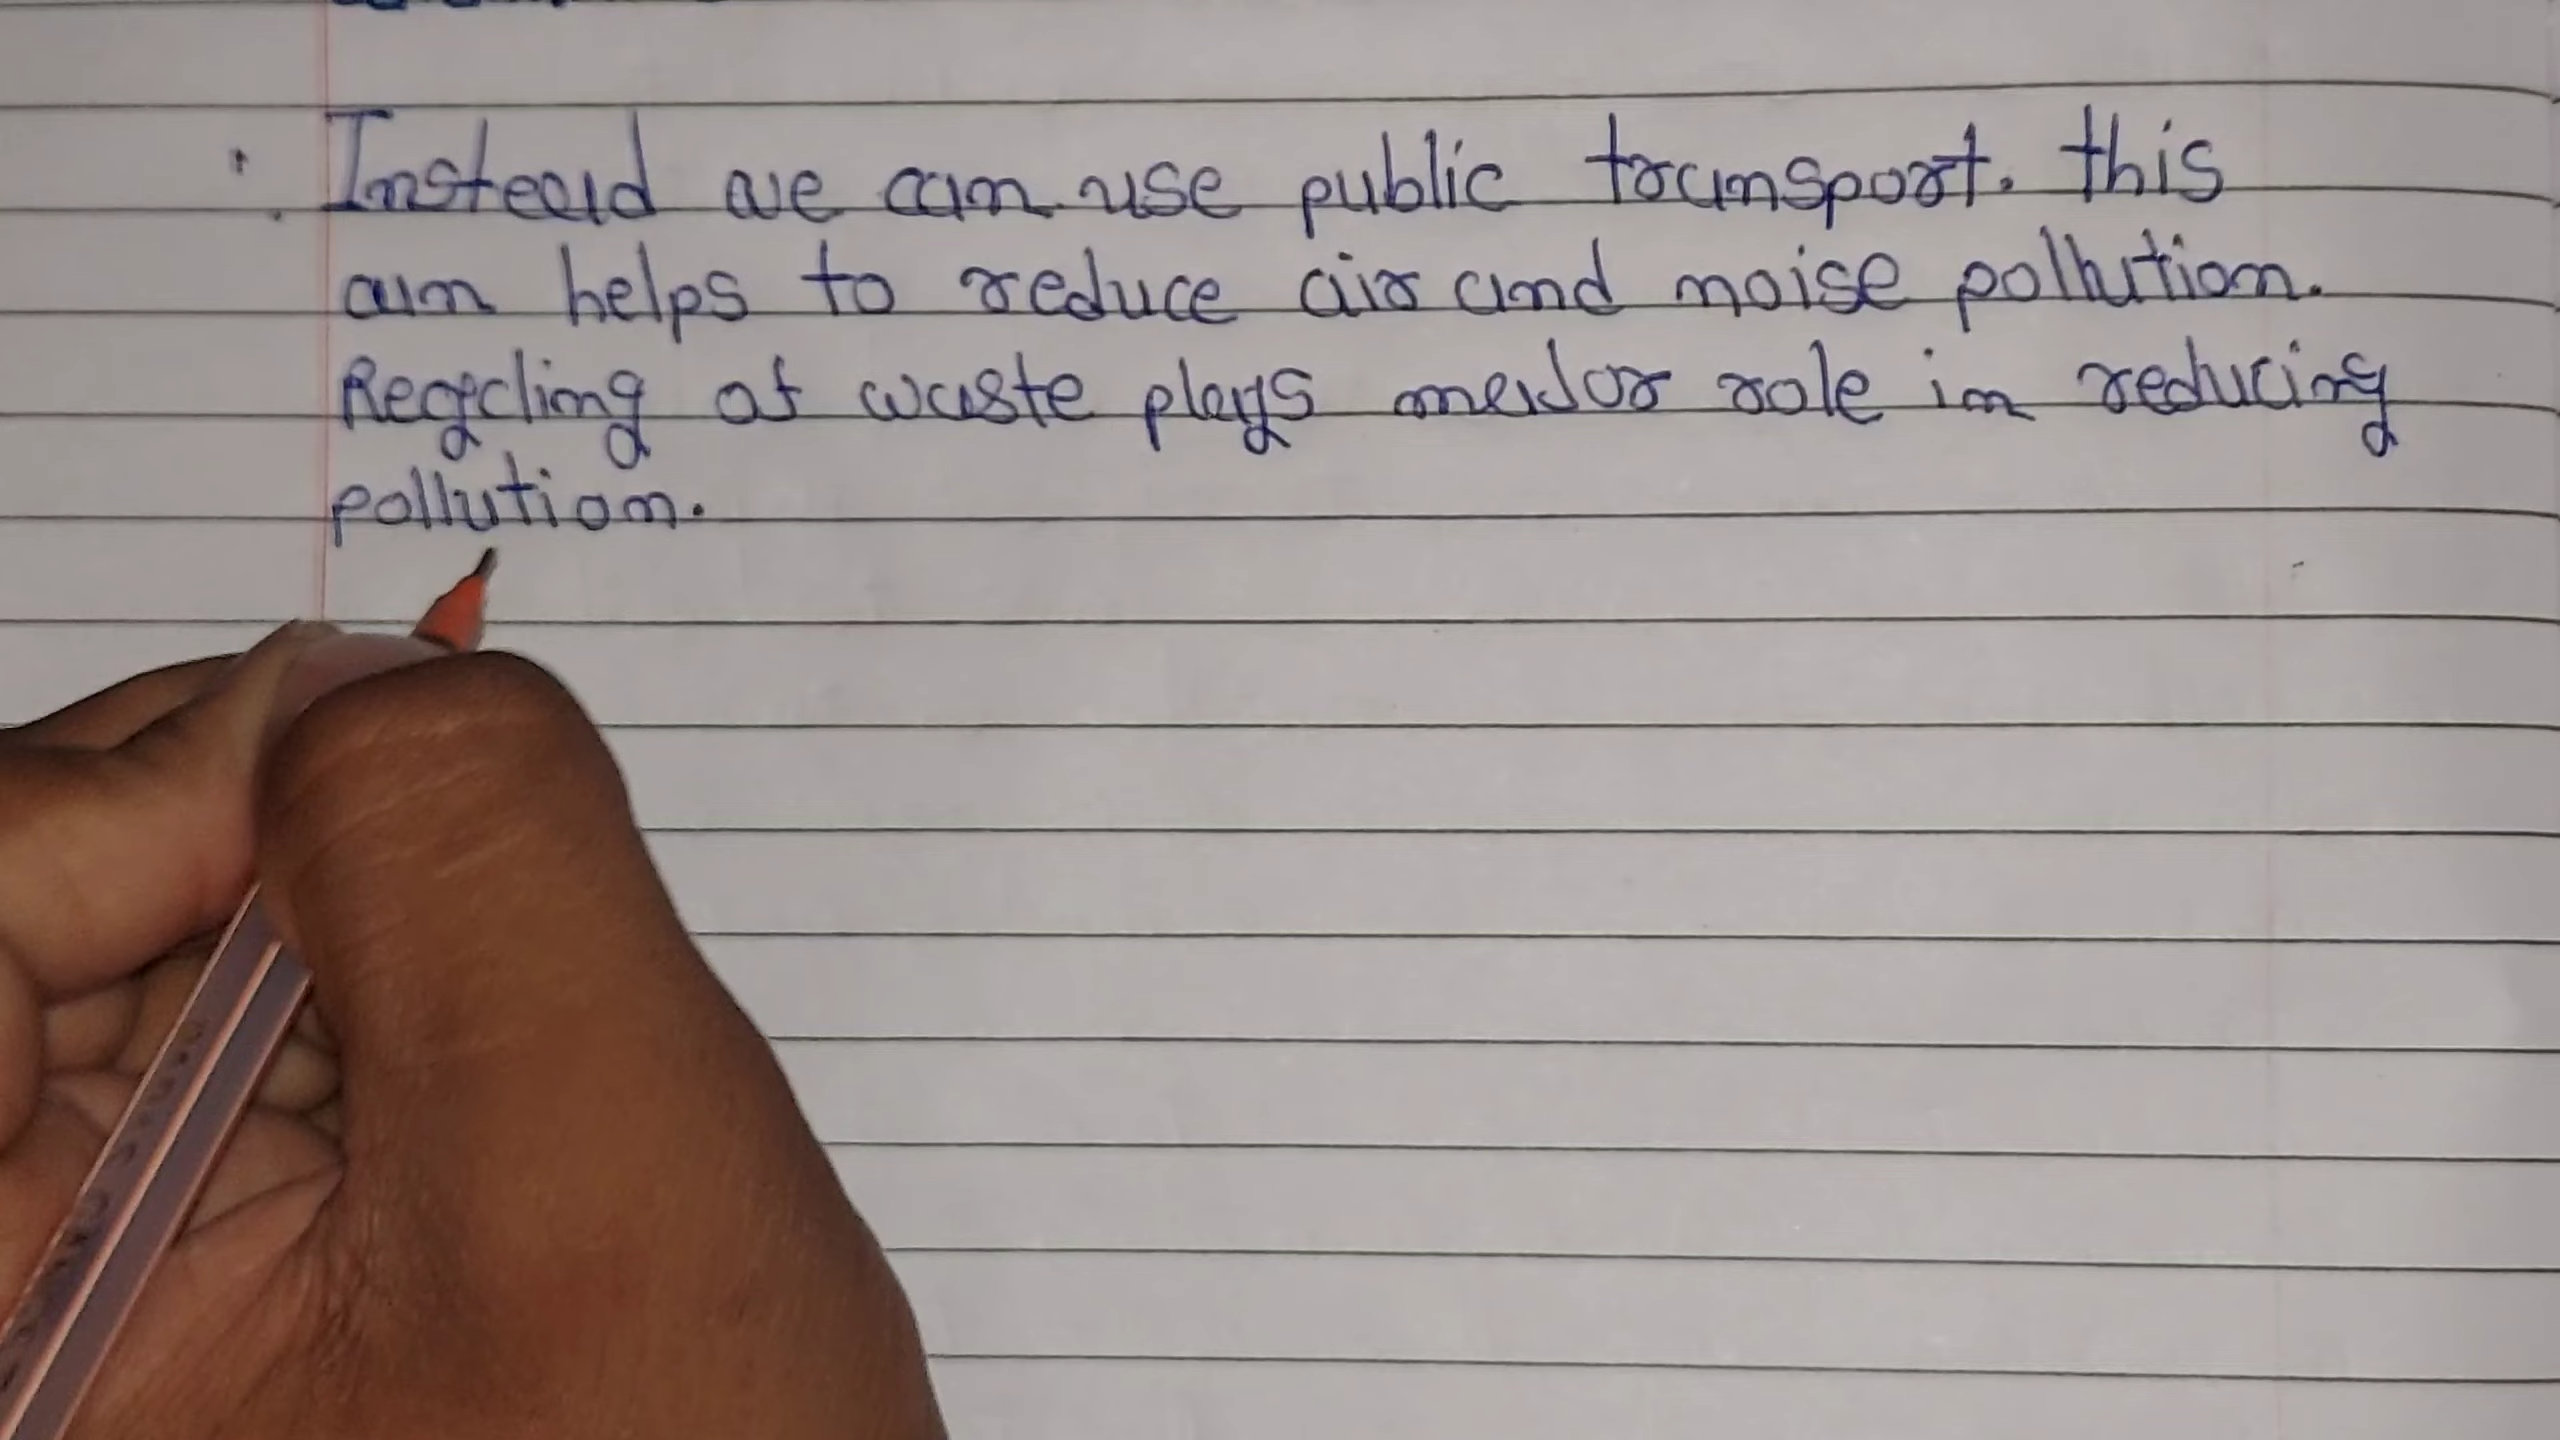 Instead we can use public transport. this
can helps to reduce air and noise pollution.
Recycling of waste plays major role in reducing
pollution.